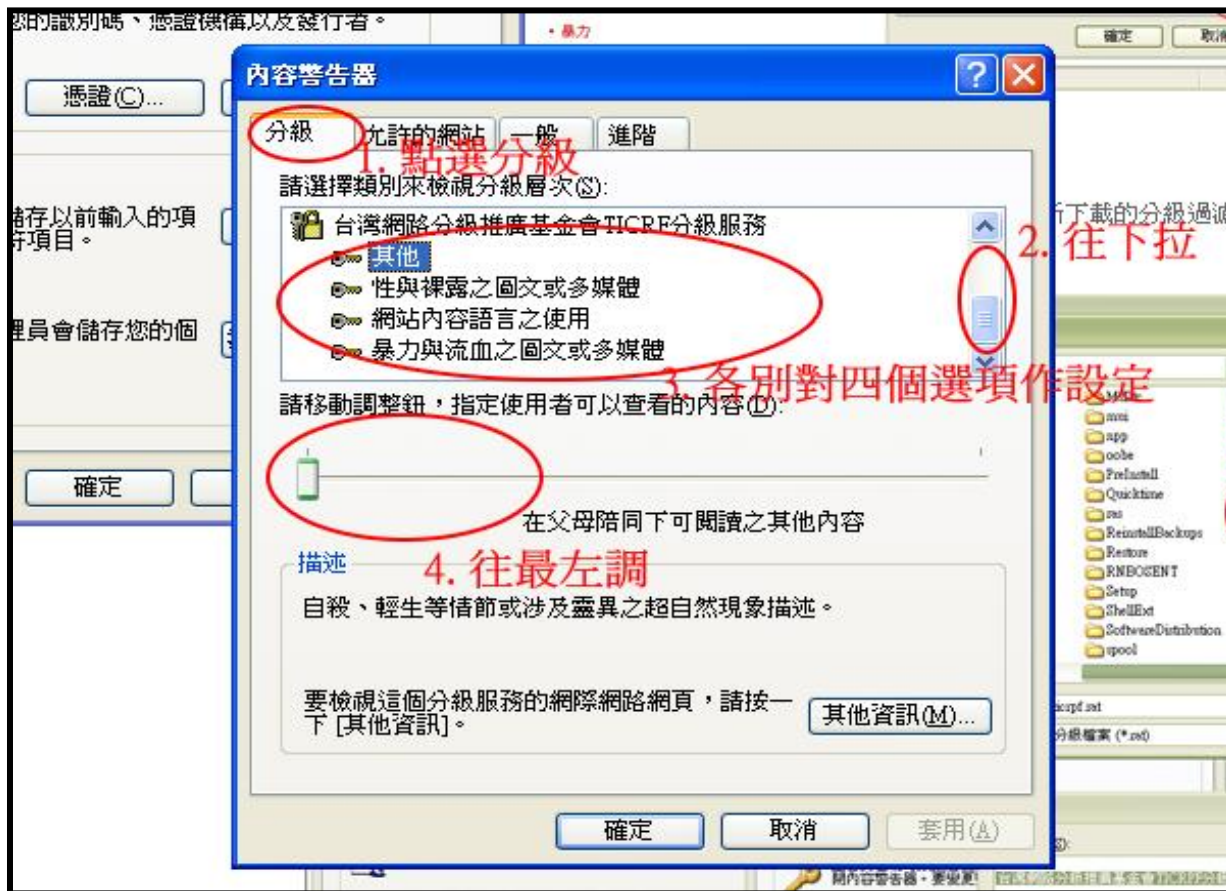 您的識別碼、憑證機構以及發行者。
• 暴力
確定
取消
憑證(C)...
內容警告器
分級
允許的網站
一般
進階
1. 點選分級
請選擇類別來檢視分級層次(S):
台灣網路分級推廣基金會TICRF分級服務
其他
性與裸露之圖文或多媒體
網站內容語言之使用
暴力與流血之圖文或多媒體
2. 往下拉
3. 各別對四個選項作設定
儲存以前輸入的項
項目。
理員會儲存您的個
所下載的分級過濾
請移動調整鈕，指定使用者可以查看的內容(D):
在父母陪同下可閱讀之其他內容
4. 往最左調
確定
描述
自殺、輕生等情節或涉及靈異之超自然現象描述。
要檢視這個分級服務的網際網路網頁，請按一
下 [其他資訊]。
其他資訊(M)...
確定
取消
套用(A)
mui
npp
oobe
PreInstall
Quicktime
ras
ReinstallBackups
Restore
RNBOSENT
Setup
ShellExt
SoftwareDistribution
spool
分級檔案 (*.rat)